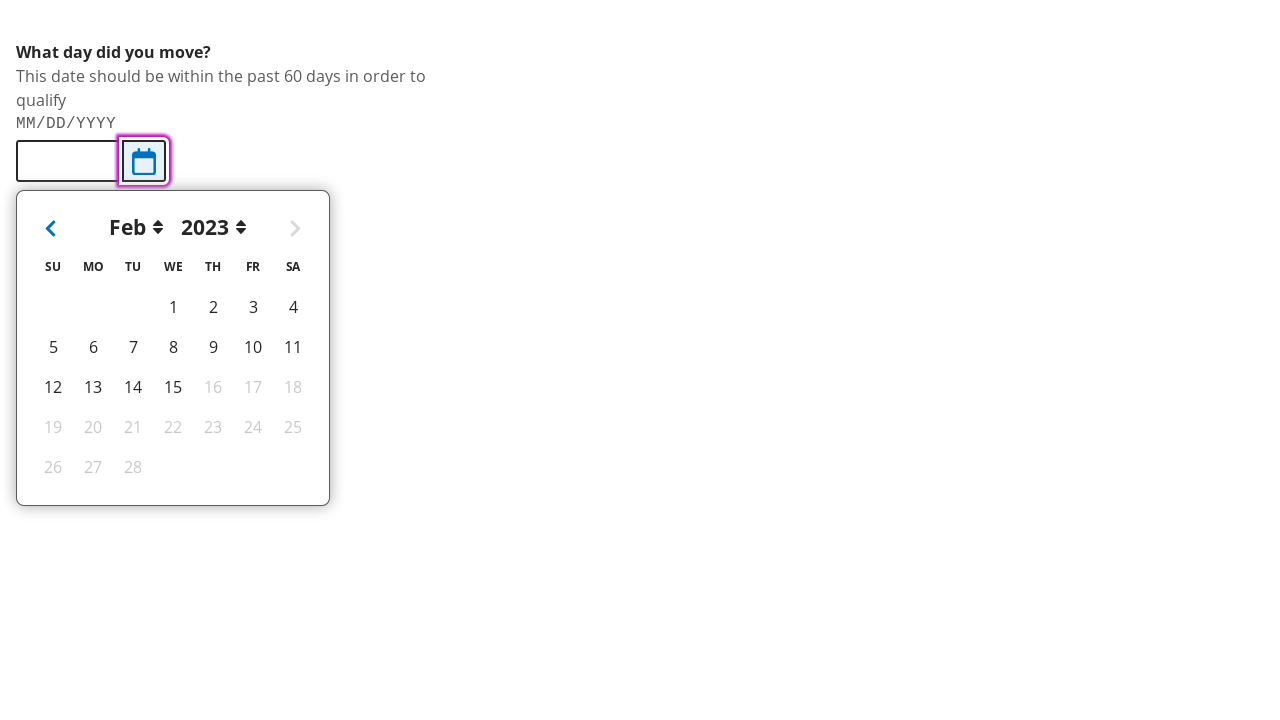 What day did you move?
This date should be within the past 60 days in order to
qualify
MM/DD/YYYY
Feb 2023
SU MO TU WE TH FR SA
1 2 3 4
5 6 7 8 9 10 11
12 13 14 15 16 17 18
19 20 21 22 23 24 25
26 27 28